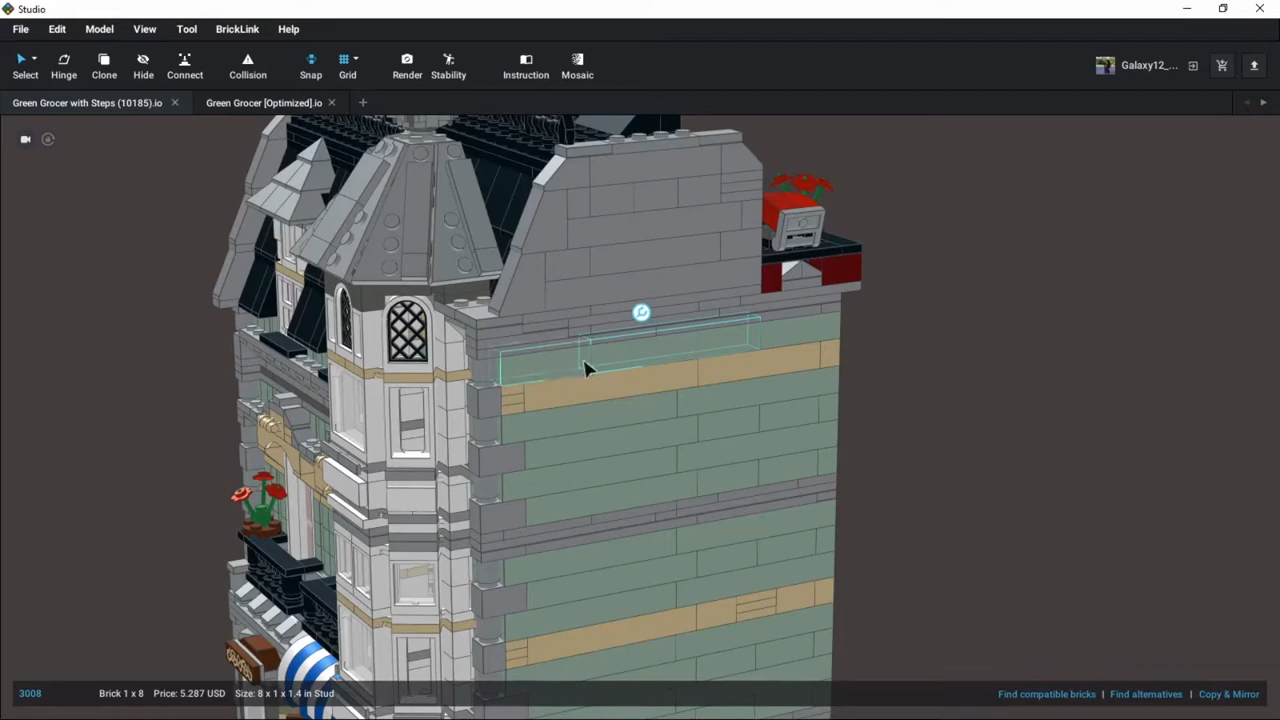 Studio
File Edit Model View Tool BrickLink Help
Select Hinge Clone Hide Connect Collision Snap Grid Render Stability Instruction Mosaic Galaxy12_...
Green Grocer with Steps (10185).io Green Grocer [Optimized].io
3008 Brick 1 x 8 Price: 5.287 USD Size: 8 x 1 x 1.4 in Stud Find compatible bricks | Find alternatives | Copy & Mirror